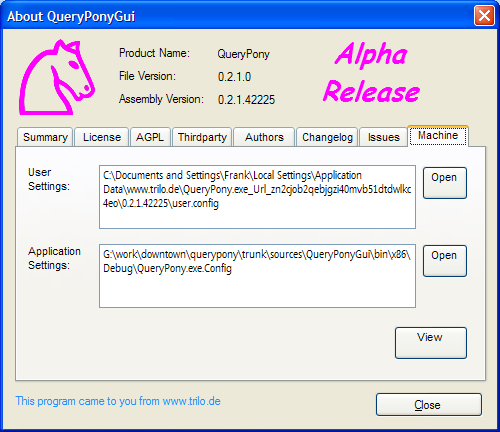 About QueryPonyGui
Product Name: QueryPony
File Version: 0.2.1.0
Assembly Version: 0.2.1.42225
Alpha
Release
Summary License AGPL Thirdparty Authors Changelog Issues Machine
User
Settings:
C:\Documents and Settings\Frank\Local Settings\Application
Data\www.trilo.de\QueryPony.exe_Url_zn2cjob2qebjgzi40mvb51dtdwlkc
4eo\0.2.1.42225\user.config
Open
Application
Settings:
G:\work\downtown\querypony\trunk\sources\QueryPonyGui\bin\x86\
Debug\QueryPony.exe.Config
Open
View
This program came to you from www.trilo.de
Close